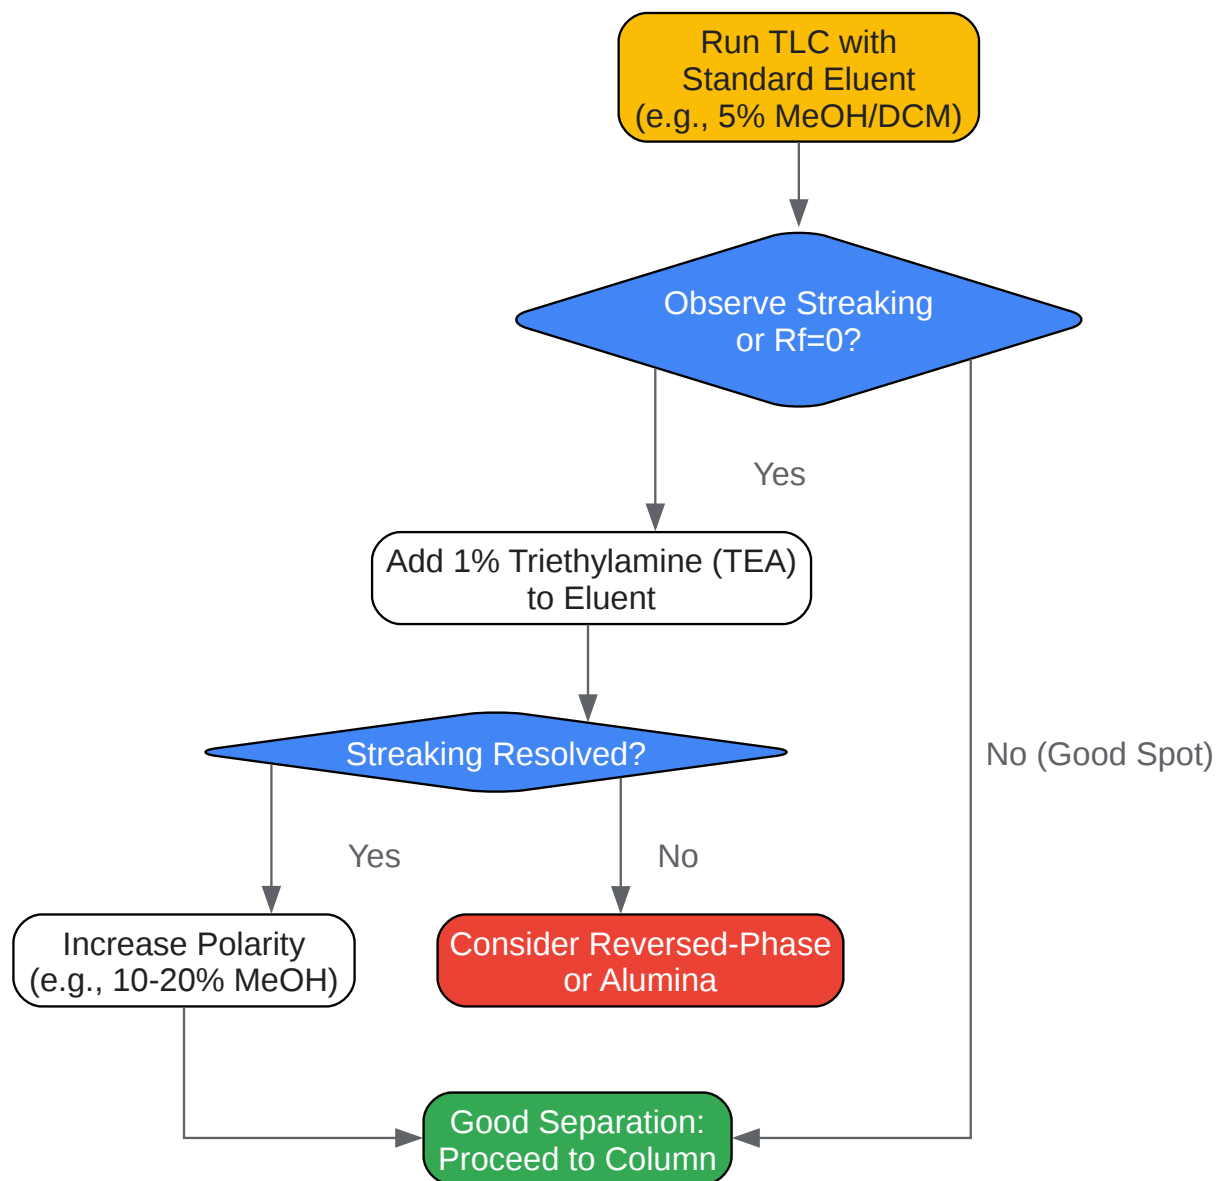 Run TLC with
Standard Eluent
(e.g., 5% MeOH/DCM)
Observe Streaking
or Rf=0?
Yes
Add 1% Triethylamine (TEA)
to Eluent
Streaking Resolved?
No (Good Spot)
Yes
No
Increase Polarity
(e.g., 10-20% MeOH)
Consider Reversed-Phase
or Alumina
Good Separation:
Proceed to Column